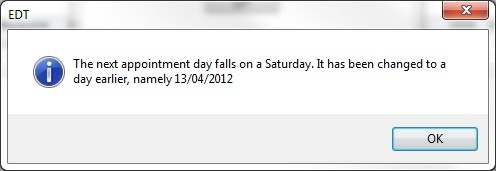 EDT
The next appointment day falls on a Saturday. It has been changed to a
day earlier, namely 13/04/2012
OK